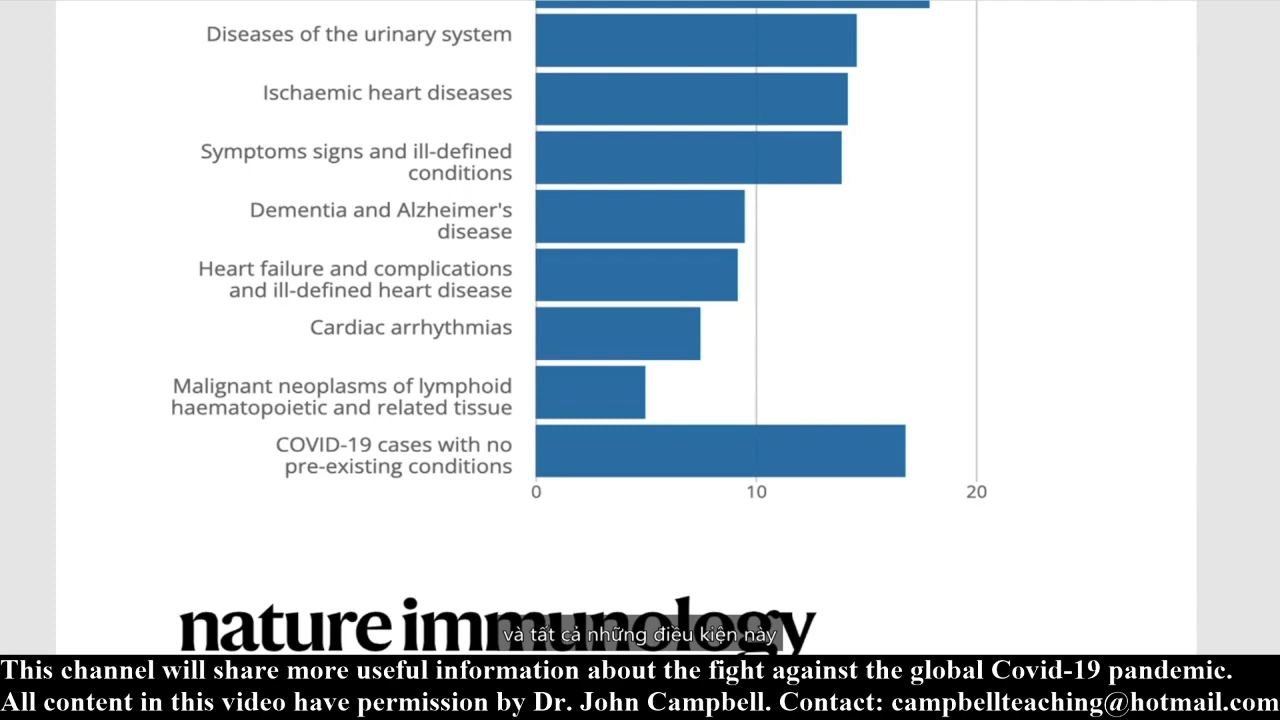 Diseases of the urinary system
Ischaemic heart diseases
Symptoms signs and ill-defined
conditions
Dementia and Alzheimer's
disease
Heart failure and complications
and ill-defined heart disease
Cardiac arrhythmias
Malignant neoplasms of lymphoid
haematopoietic and related tissue
COVID-19 cases with no
pre-existing conditions
0 10 20
nature immunology
và tất cả những điều kiện này
This channel will share more useful information about the fight against the global Covid-19 pandemic.
All content in this video have permission by Dr. John Campbell. Contact: campbellteaching@hotmail.com